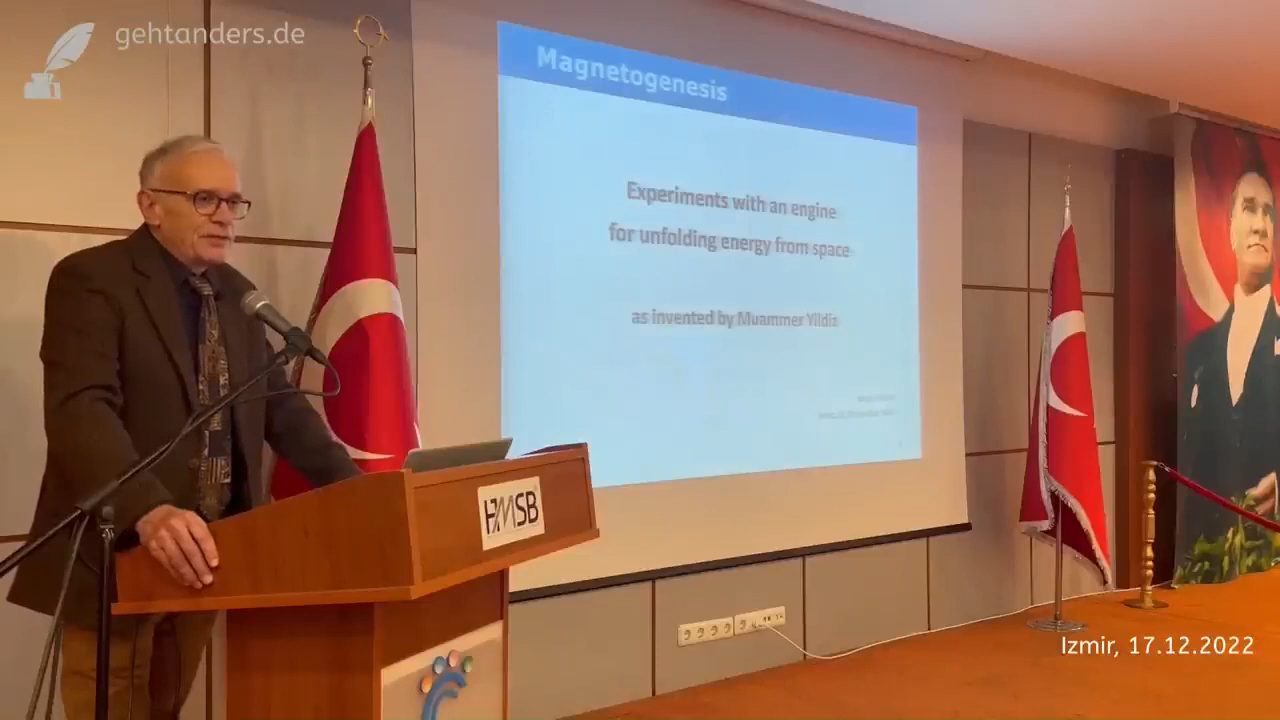 gehtanders.de
Magnetogenesis
Experiments with an engine
for unfolding energy from space
as invented by Muammer Yildiz
HMSB
Izmir, 17.12.2022